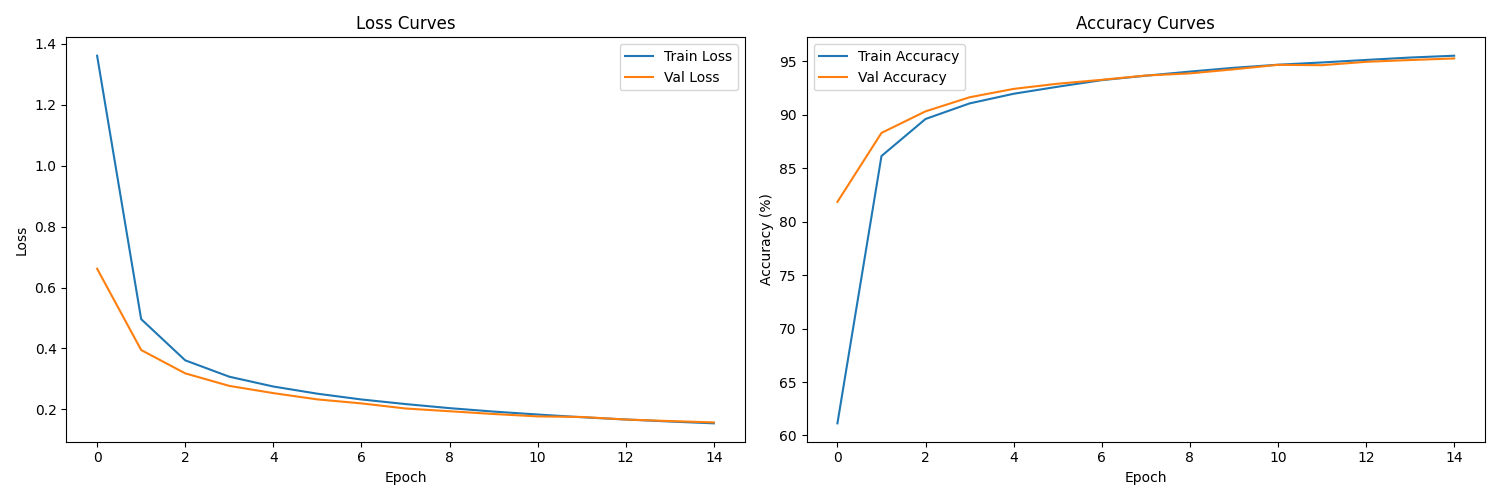 Loss Curves
1.4
1.2
1.0
0.8
0.6
0.4
0.2
Loss
Train Loss
Val Loss
0 2 4 6 8 10 12 14
Epoch
Accuracy Curves
95
90
85
80
75
70
65
60
Accuracy (%)
Train Accuracy
Val Accuracy
0 2 4 6 8 10 12 14
Epoch